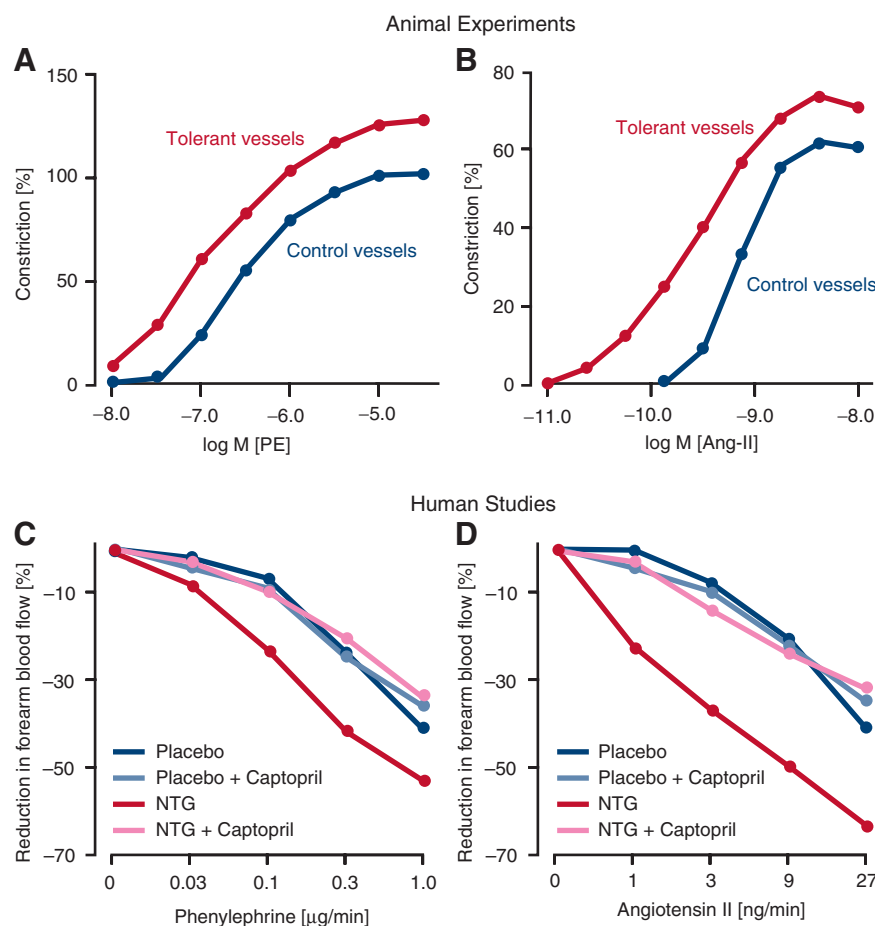 Animal Experiments
A
150
100
50
0
Constriction [%]
Tolerant vessels
Control vessels
–8.0 –7.0 –6.0 –5.0
log M [PE]
B
80
60
40
20
0
Constriction [%]
Tolerant vessels
Control vessels
–11.0 –10.0 –9.0 –8.0
log M [Ang-II]
Human Studies
C
–10
–30
–50
–70
Reduction in forearm blood flow [%]
Placebo
Placebo + Captopril
NTG
NTG + Captopril
0 0.03 0.1 0.3 1.0
Phenylephrine [μg/min]
D
–10
–30
–50
–70
Reduction in forearm blood flow [%]
Placebo
Placebo + Captopril
NTG
NTG + Captopril
0 1 3 9 27
Angiotensin II [ng/min]